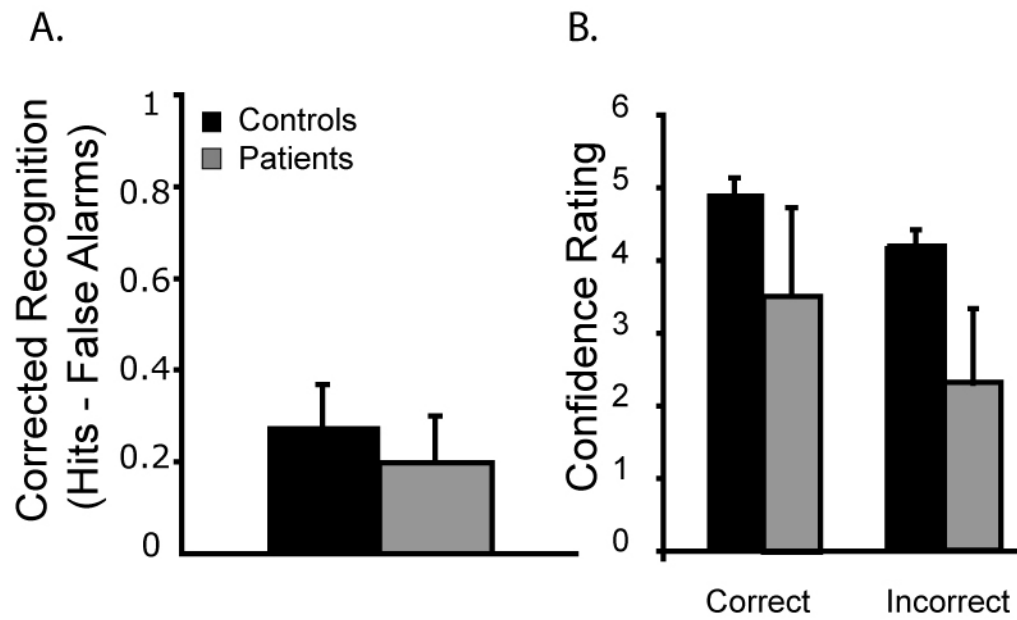 A.
Corrected Recognition
(Hits - False Alarms)
1
0.8
0.6
0.4
0.2
0
Controls
Patients
B.
Confidence Rating
6
5
4
3
2
1
0
Correct
Incorrect